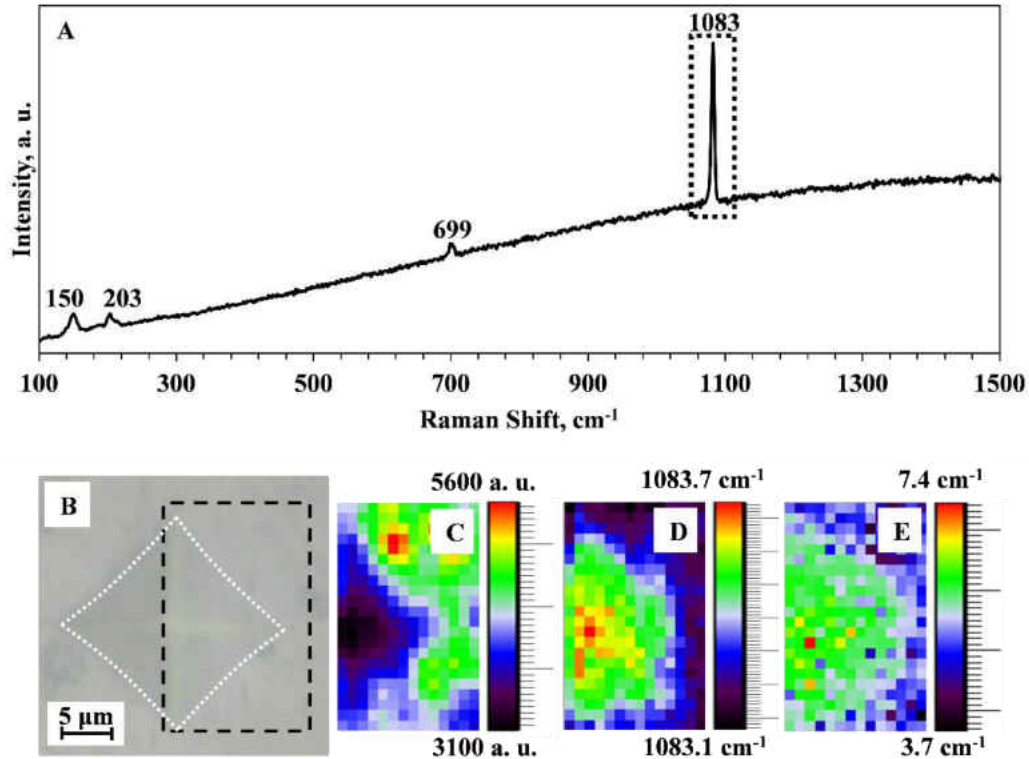 A
1083
Intensity, a. u.
699
150
203
100
300
700
900
1100
1300
1500
Raman Shift, cm-1
5600 a. u.
1083.7 cm-1
7.4 cm-1
B
C
D
E
5 µm
3100 a. u.
1083.1 cm-1
3.7 cm-1